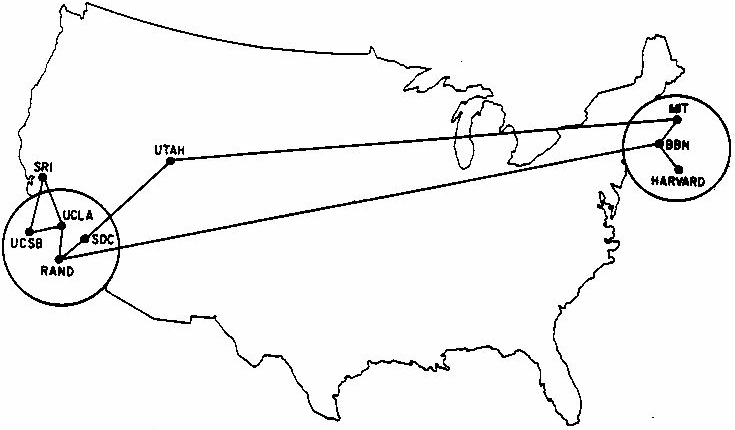 MIT
BBN
HARVARD
UTAH
SRI
UCLA
UCSB
SDC
RAND